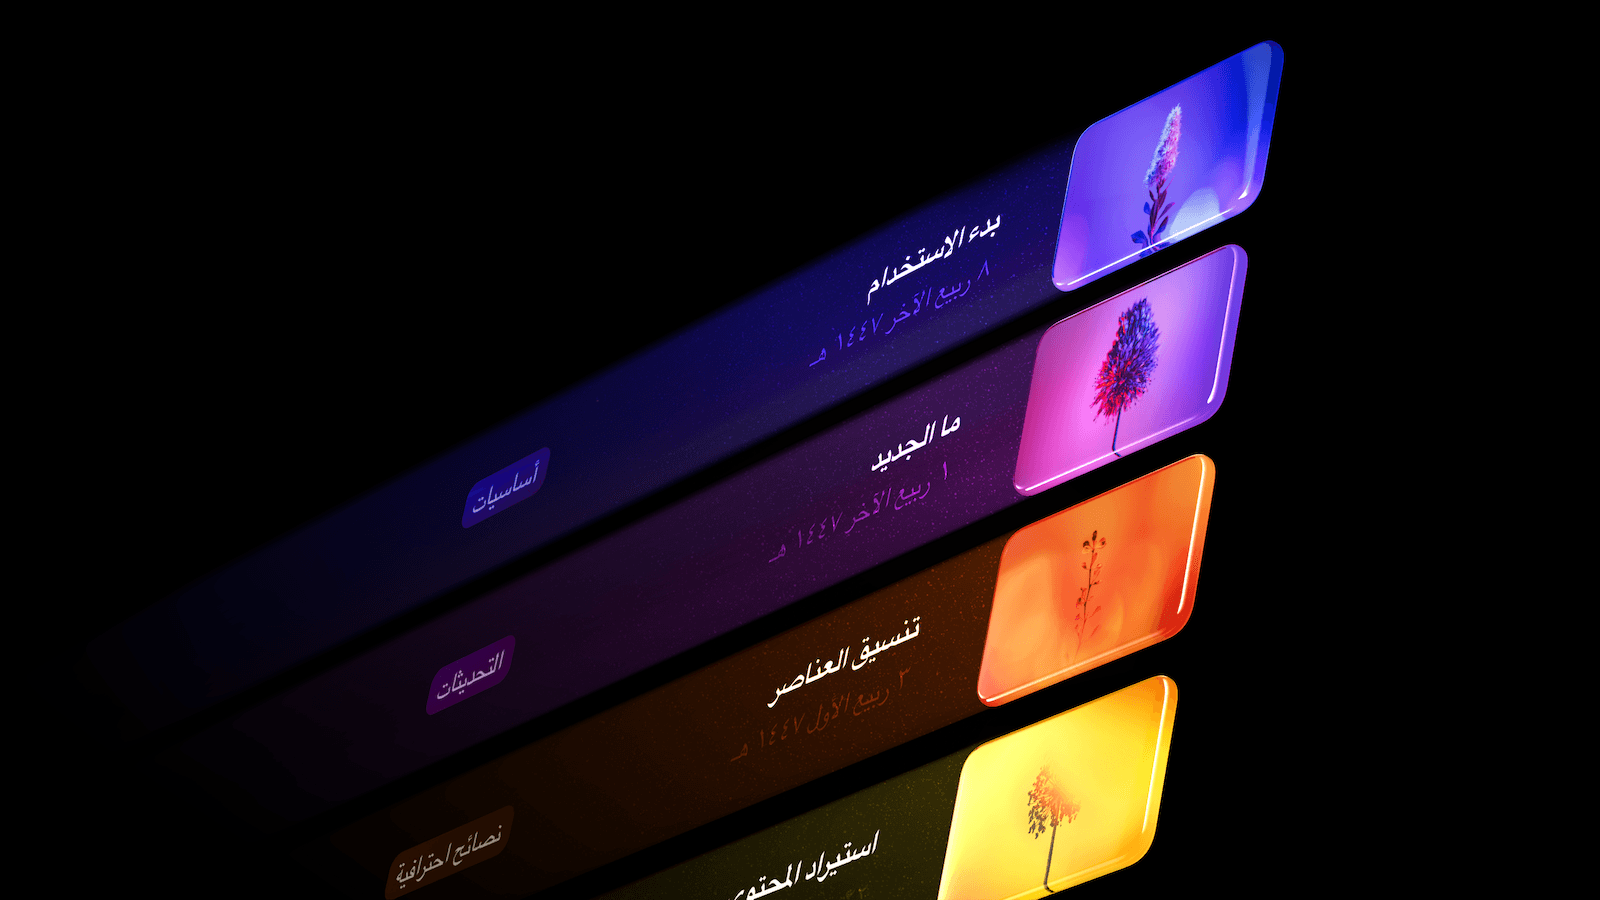 بدء الاستخدام
٨ ربيع الآخر ١٤٤٧ هـ
أساسيات
ما الجديد
١ ربيع الآخر ١٤٤٧ هـ
التحديثات
تنسيق العناصر
٢ ربيع الأول ١٤٤٧ هـ
نصائح احترافية
استيراد المحتوى